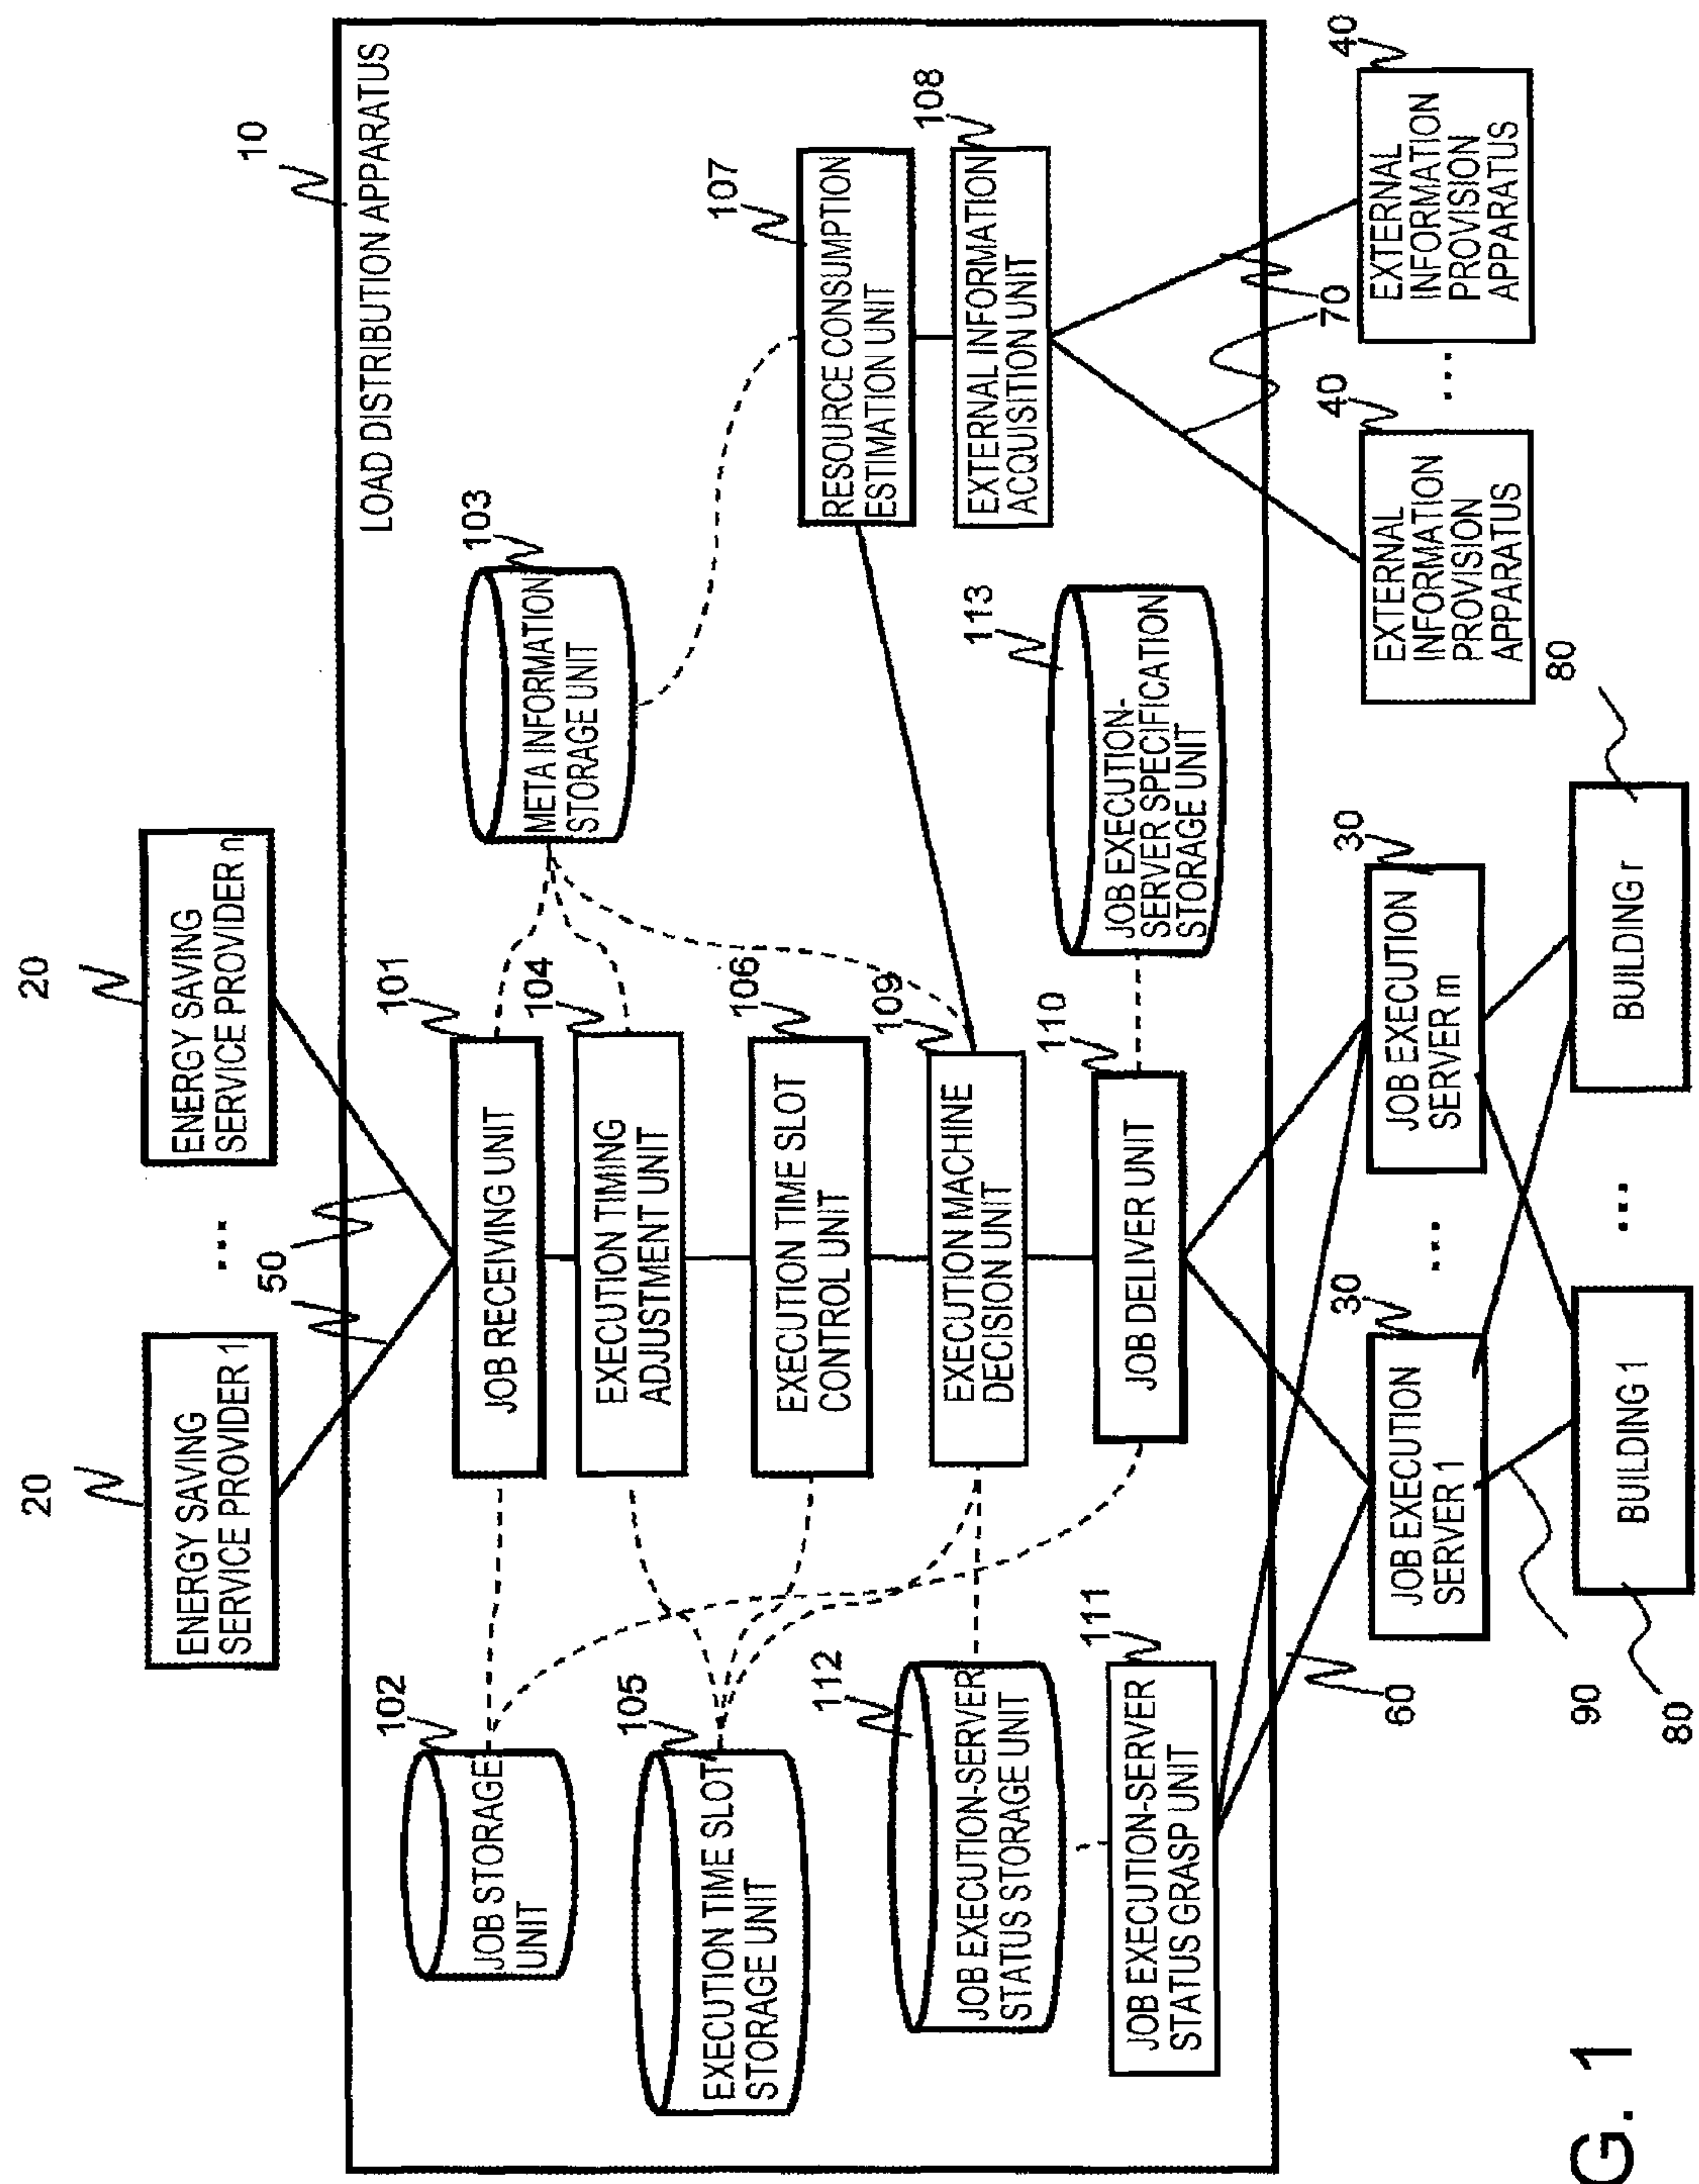 20
20
ENERGY SAVING
SERVICE PROVIDER 1
...
ENERGY SAVING
SERVICE PROVIDER n
50
10
LOAD DISTRIBUTION APPARATUS
102
JOB STORAGE
UNIT
101
JOB RECEIVING UNIT
103
META INFORMATION
STORAGE UNIT
104
EXECUTION TIMING
ADJUSTMENT UNIT
105
EXECUTION TIME SLOT
STORAGE UNIT
106
EXECUTION TIME SLOT
CONTROL UNIT
107
RESOURCE CONSUMPTION
ESTIMATION UNIT
112
JOB EXECUTION-SERVER
STATUS STORAGE UNIT
109
EXECUTION MACHINE
DECISION UNIT
108
EXTERNAL INFORMATION
ACQUISITION UNIT
111
JOB EXECUTION-SERVER
STATUS GRASP UNIT
110
JOB DELIVER UNIT
113
JOB EXECUTION-
SERVER SPECIFICATION
STORAGE UNIT
60
70
30
JOB EXECUTION
SERVER 1
...
30
JOB EXECUTION
SERVER m
40
EXTERNAL
INFORMATION
PROVISION
APPARATUS
...
40
EXTERNAL
INFORMATION
PROVISION
APPARATUS
90
80
BUILDING 1
...
BUILDING r
80
G. 1